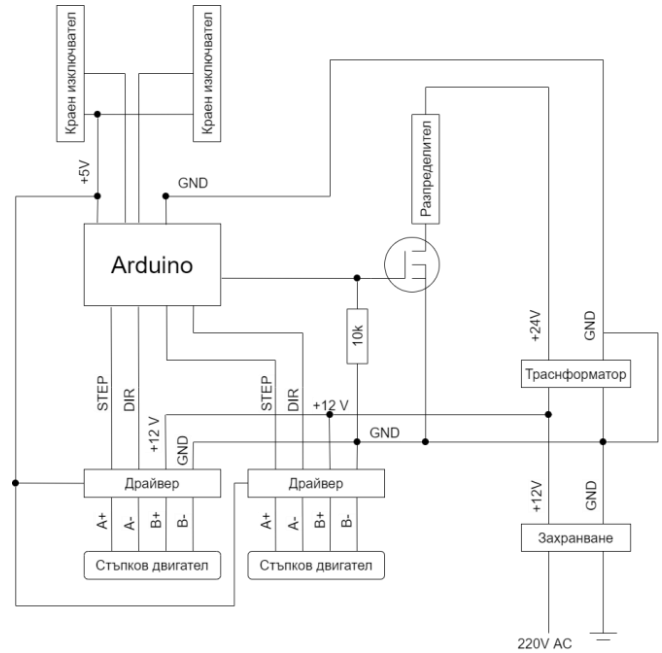 Краен изключвател
Краен изключвател
+5V
GND
Разпределител
Arduino
10k
+24V
GND
Траснформатор
STEP
DIR
+12 V
GND
STEP
DIR
+12 V
GND
Драйвер
Драйвер
+12V
GND
A+
A-
B+
B-
A+
A-
B+
B-
Захранване
Стъпков двигател
Стъпков двигател
220V AC